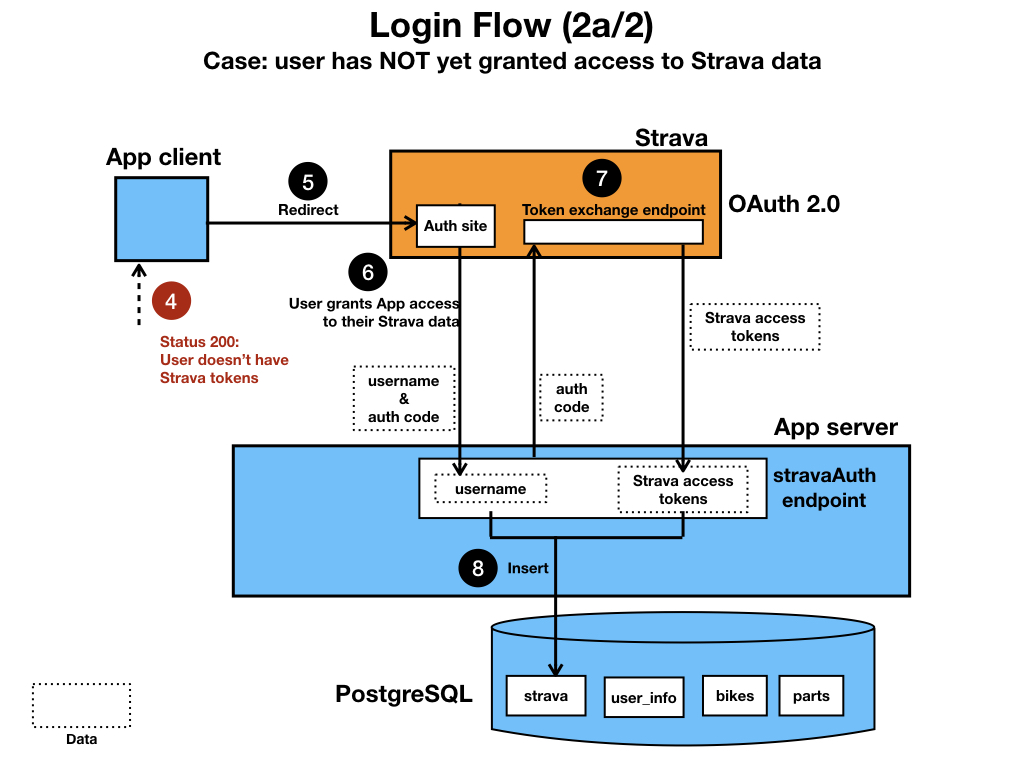 Login Flow (2a/2)
Case: user has NOT yet granted access to Strava data
Strava
App client
5
7
Redirect
Token exchange endpoint
OAuth 2.0
Auth site
6
4
User grants App access
to their Strava data
Strava access
tokens
Status 200:
User doesn't have
Strava tokens
username
&
auth code
auth
code
App server
username
Strava access
tokens
stravaAuth
endpoint
8
Insert
PostgreSQL
strava
user_info
bikes
parts
Data